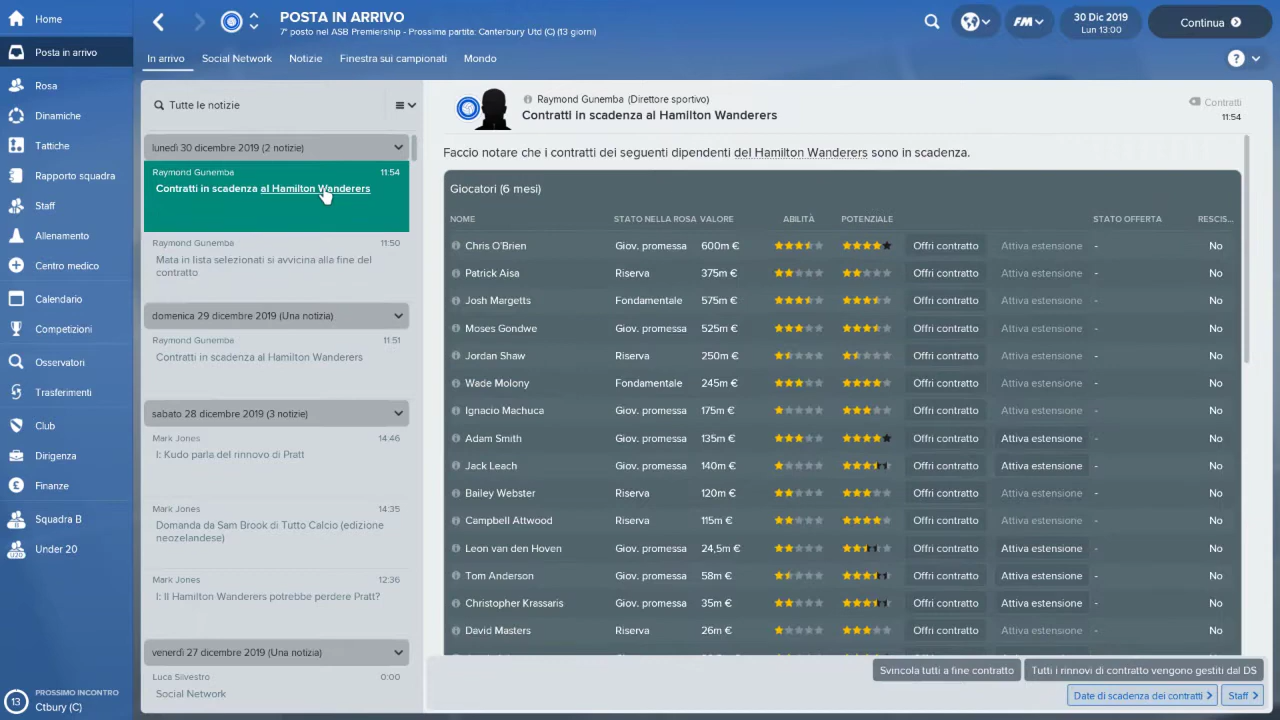 Home
Posta in arrivo
Rosa
Dinamiche
Tattiche
Rapporto squadra
Staff
Allenamento
Centro medico
Calendario
Competizioni
Osservatori
Trasferimenti
Club
Dirigenza
Finanze
Squadra B
Under 20
13
PROSSIMO INCONTRO
Ctbury (C)
POSTA IN ARRIVO
7° posto nel ASB Premiership - Prossima partita: Canterbury Utd (C) (13 giorni)
FM
30 Dic 2019
Lun 13:00
Continua
In arrivo
Social Network
Notizie
Finestra sui campionati
Mondo
?
Tutte le notizie
lunedì 30 dicembre 2019 (2 notizie)
Raymond Gunemba 11:54
Contratti in scadenza al Hamilton Wanderers
Raymond Gunemba 11:50
Mata in lista selezionati si avvicina alla fine del
contratto
domenica 29 dicembre 2019 (Una notizia)
Raymond Gunemba 11:51
Contratti in scadenza al Hamilton Wanderers
sabato 28 dicembre 2019 (3 notizie)
Mark Jones 14:46
I: Kudo parla del rinnovo di Pratt
Mark Jones 14:35
Domanda da Sam Brook di Tutto Calcio (edizione
neozelandese)
Mark Jones 12:36
I: Il Hamilton Wanderers potrebbe perdere Pratt?
venerdì 27 dicembre 2019 (Una notizia)
Luca Silvestro 0:00
Social Network
Raymond Gunemba (Direttore sportivo)
Contratti in scadenza al Hamilton Wanderers
Contratti
11:54
Faccio notare che i contratti dei seguenti dipendenti del Hamilton Wanderers sono in scadenza.
Giocatori (6 mesi)
NOME STATO NELLA ROSA VALORE ABILITÀ POTENZIALE STATO OFFERTA RESCIS...
Chris O'Brien Giov. promessa 600m € Offri contratto Attiva estensione - No
Patrick Aisa Riserva 375m € Offri contratto Attiva estensione - No
Josh Margetts Fondamentale 575m € Offri contratto Attiva estensione - No
Moses Gondwe Giov. promessa 525m € Offri contratto Attiva estensione - No
Jordan Shaw Riserva 250m € Offri contratto Attiva estensione - No
Wade Molony Fondamentale 245m € Offri contratto Attiva estensione - No
Ignacio Machuca Giov. promessa 175m € Offri contratto Attiva estensione - No
Adam Smith Giov. promessa 135m € Offri contratto Attiva estensione - No
Jack Leach Giov. promessa 140m € Offri contratto Attiva estensione - No
Bailey Webster Riserva 120m € Offri contratto Attiva estensione - No
Campbell Attwood Riserva 115m € Offri contratto Attiva estensione - No
Leon van den Hoven Giov. promessa 24,5m € Offri contratto Attiva estensione - No
Tom Anderson Giov. promessa 58m € Offri contratto Attiva estensione - No
Christopher Krassaris Giov. promessa 35m € Offri contratto Attiva estensione - No
David Masters Riserva 26m € Offri contratto Attiva estensione - No
Svincola tutti a fine contratto
Tutti i rinnovi di contratto vengono gestiti dal DS
Date di scadenza dei contratti
Staff